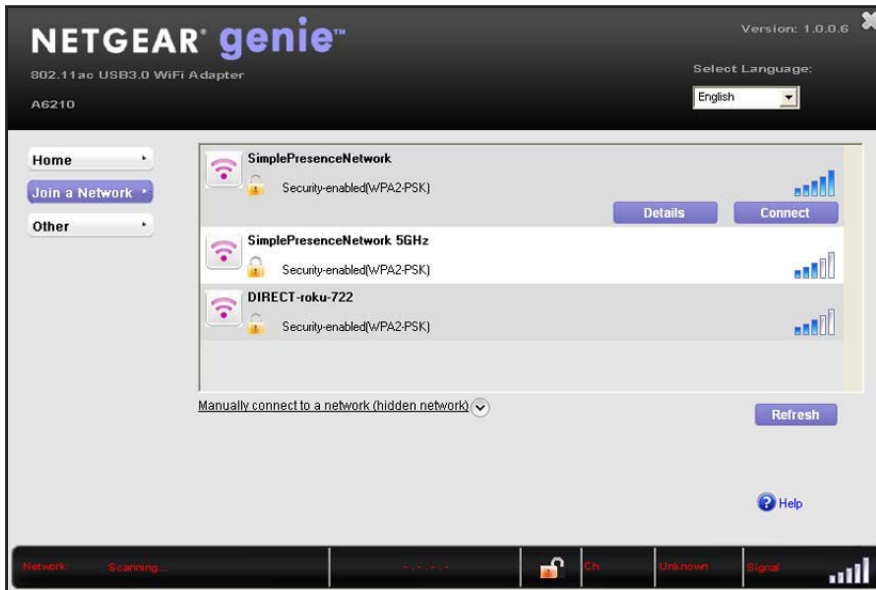 NETGEAR® genie™
Version: 1.0.0.6
802.11ac USB3.0 WiFi Adapter
Select Language:
A6210
English
Home
Join a Network
Other
SimplePresenceNetwork
Security-enabled(WPA2-PSK)
Details
Connect
SimplePresenceNetwork 5GHz
Security-enabled(WPA2-PSK)
DIRECT-roku-722
Security-enabled(WPA2-PSK)
Manually connect to a network (hidden network)
Refresh
Help
Network: Scanning... -.-.-.- Ch: Unknown Signal